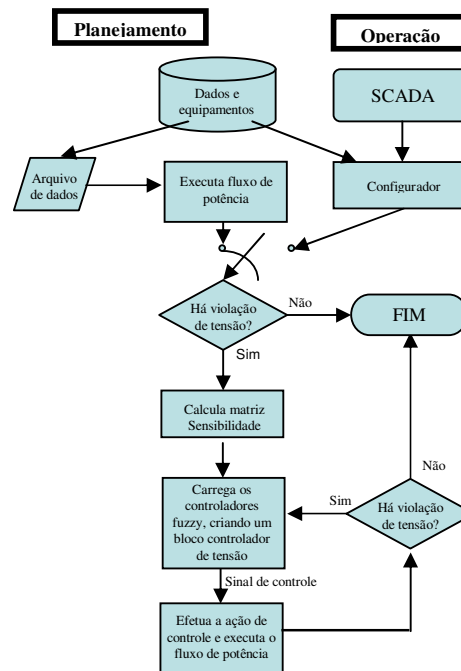 Planejamento
Operação
Dados e
equipamentos
SCADA
Arquivo
de dados
Executa fluxo de
potência
Configurador
Há violação
de tensão?
Não
FIM
Sim
Calcula matriz
Sensibilidade
Carrega os
controladores
fuzzy, criando um
bloco controlador
de tensão
Sim
Há violação
de tensão?
Não
Sinal de controle
Efetua a ação de
controle e executa o
fluxo de potência